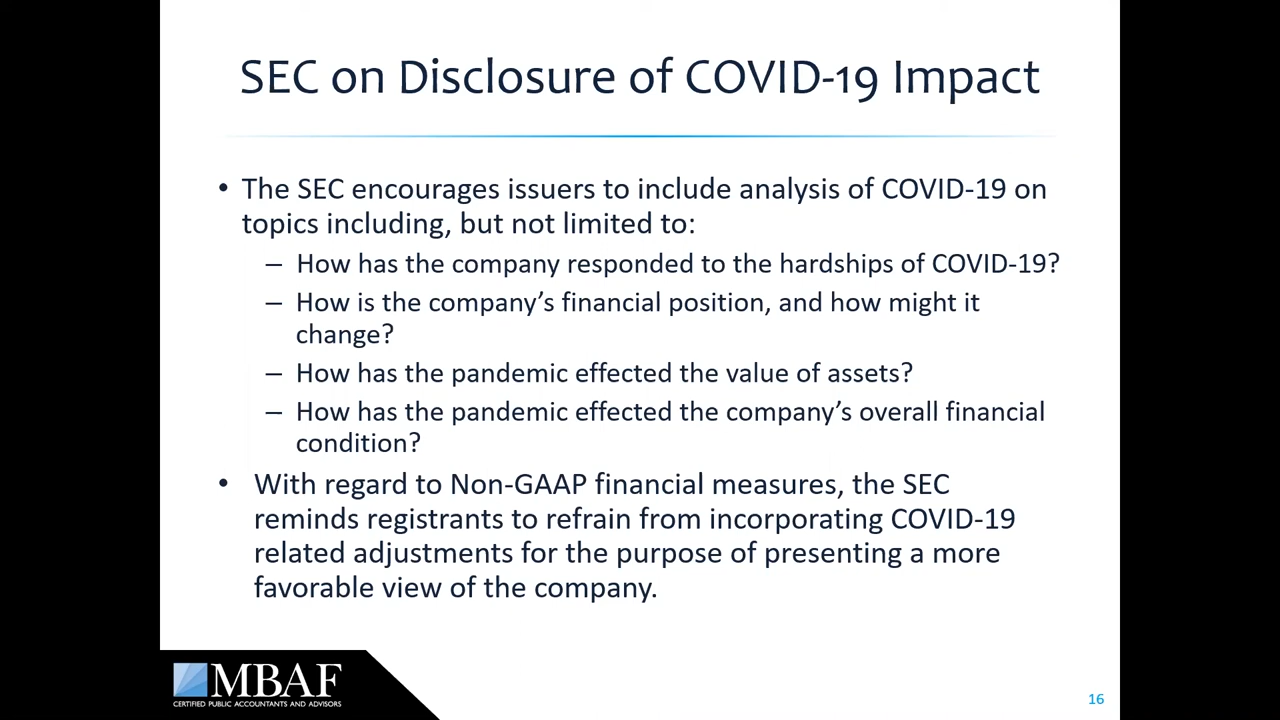 SEC on Disclosure of COVID-19 Impact
• The SEC encourages issuers to include analysis of COVID-19 on
topics including, but not limited to:
– How has the company responded to the hardships of COVID-19?
– How is the company’s financial position, and how might it
change?
– How has the pandemic effected the value of assets?
– How has the pandemic effected the company’s overall financial
condition?
• With regard to Non-GAAP financial measures, the SEC
reminds registrants to refrain from incorporating COVID-19
related adjustments for the purpose of presenting a more
favorable view of the company.
MBAF
CERTIFIED PUBLIC ACCOUNTANTS AND ADVISORS
16